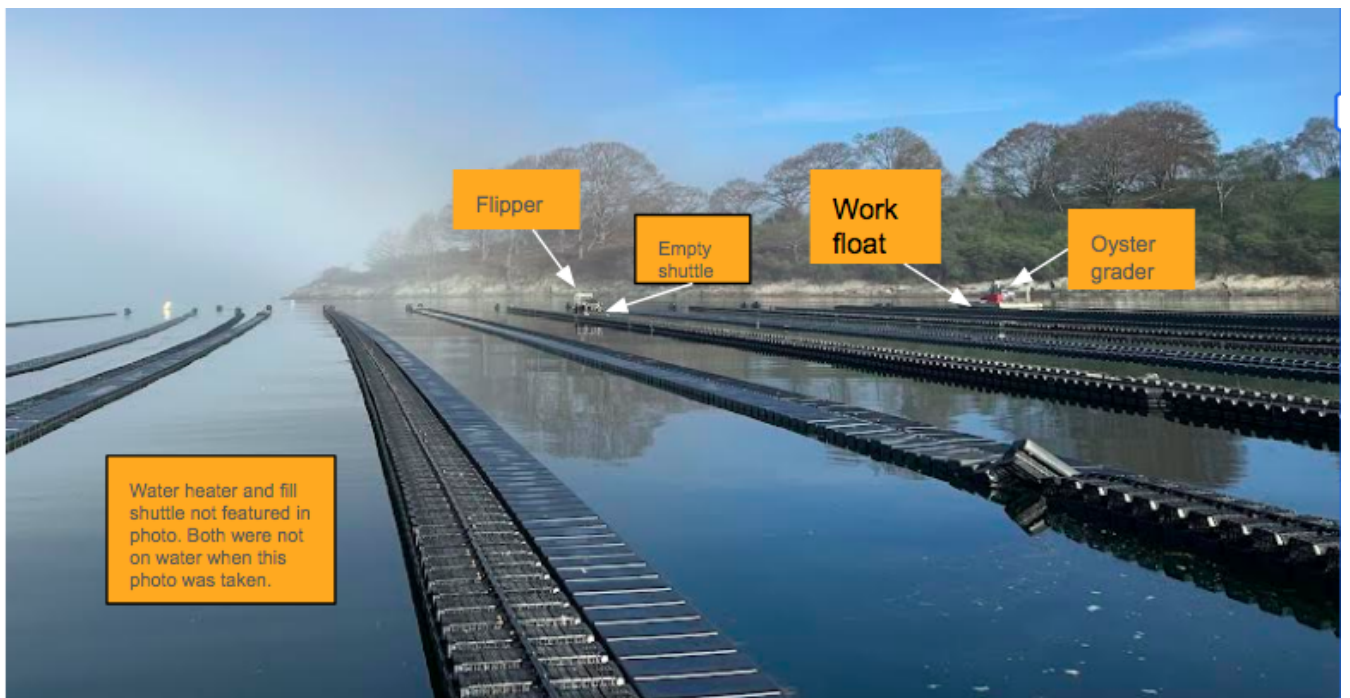 Flipper
Empty
shuttle
Work
float
Oyster
grader
Water heater and fill
shuttle not featured in
photo. Both were not
on water when this
photo was taken.